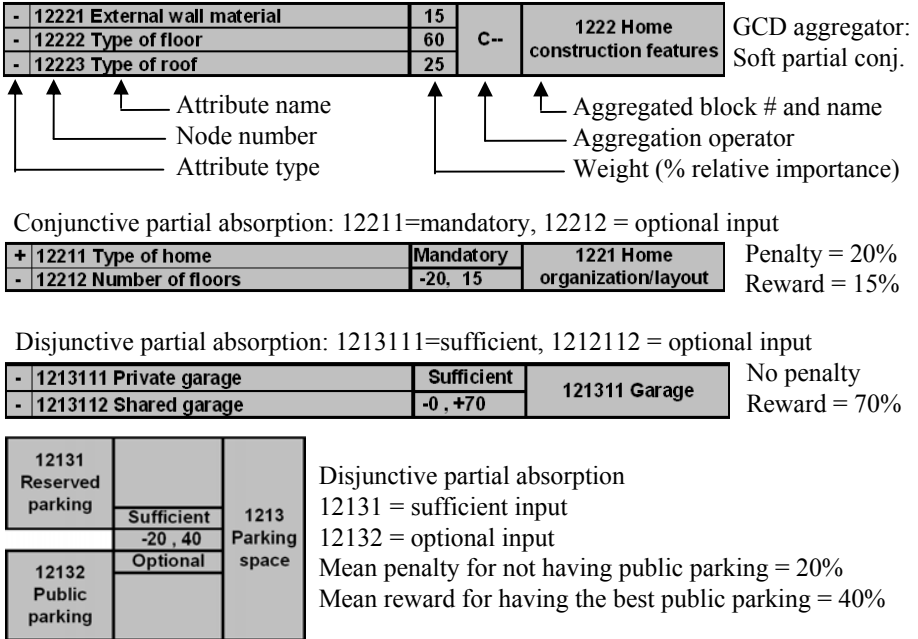 - 12221 External wall material 15
- 12222 Type of floor 60
- 12223 Type of roof 25
C--
1222 Home
construction features
GCD aggregator:
Soft partial conj.
Attribute name
Node number
Attribute type
Aggregated block # and name
Aggregation operator
Weight (% relative importance)
Conjunctive partial absorption: 12211=mandatory, 12212 = optional input
+ 12211 Type of home Mandatory
- 12212 Number of floors -20, 15
1221 Home
organization/layout
Penalty = 20%
Reward = 15%
Disjunctive partial absorption: 1213111=sufficient, 1212112 = optional input
- 1213111 Private garage Sufficient
- 1213112 Shared garage -0 , +70
121311 Garage
No penalty
Reward = 70%
12131
Reserved
parking
12132
Public
parking
Sufficient
-20 , 40
Optional
1213
Parking
space
Disjunctive partial absorption
12131 = sufficient input
12132 = optional input
Mean penalty for not having public parking = 20%
Mean reward for having the best public parking = 40%